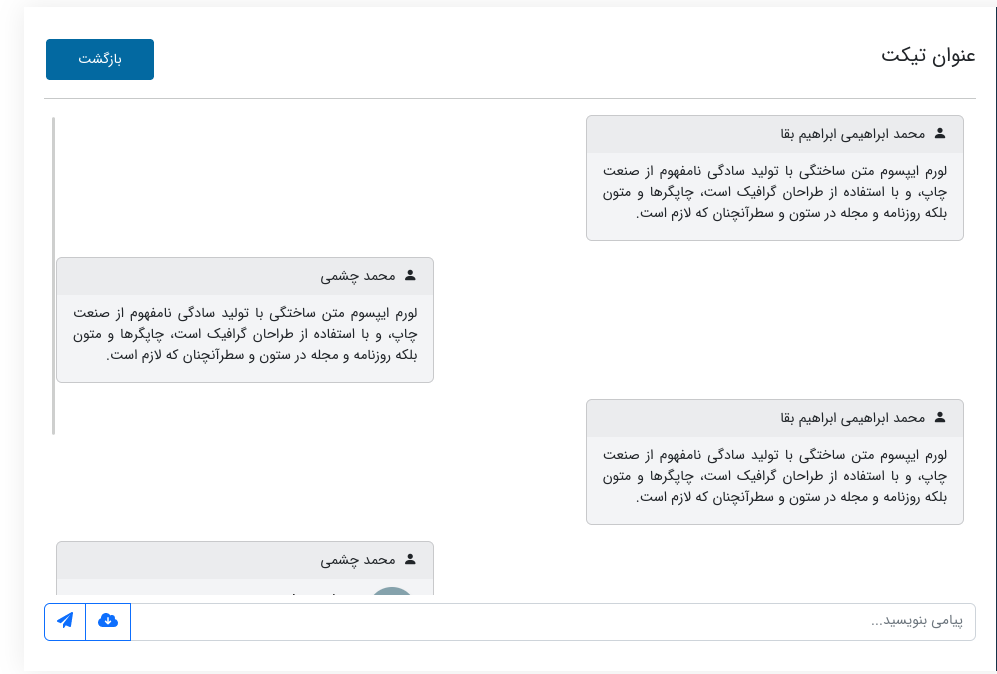 عنوان تیکت
بازگشت
محمد ابراهیمی ابراهیم بقا
لورم ایپسوم متن ساختگی با تولید سادگی نامفهوم از صنعت
چاپ، و با استفاده از طراحان گرافیک است، چاپگرها و متون
بلکه روزنامه و مجله در ستون و سطرآنچنان که لازم است.
محمد چشمی
لورم ایپسوم متن ساختگی با تولید سادگی نامفهوم از صنعت
چاپ، و با استفاده از طراحان گرافیک است، چاپگرها و متون
بلکه روزنامه و مجله در ستون و سطرآنچنان که لازم است.
محمد ابراهیمی ابراهیم بقا
لورم ایپسوم متن ساختگی با تولید سادگی نامفهوم از صنعت
چاپ، و با استفاده از طراحان گرافیک است، چاپگرها و متون
بلکه روزنامه و مجله در ستون و سطرآنچنان که لازم است.
محمد چشمی
پیامی بنویسید...